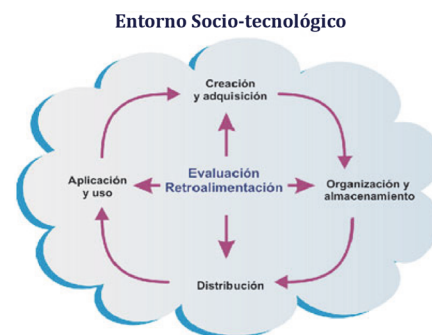 Entorno Socio-tecnológico
Creación
y adquisición
Evaluación
Retroalimentación
Aplicación
y uso
Organización y
almacenamiento
Distribución